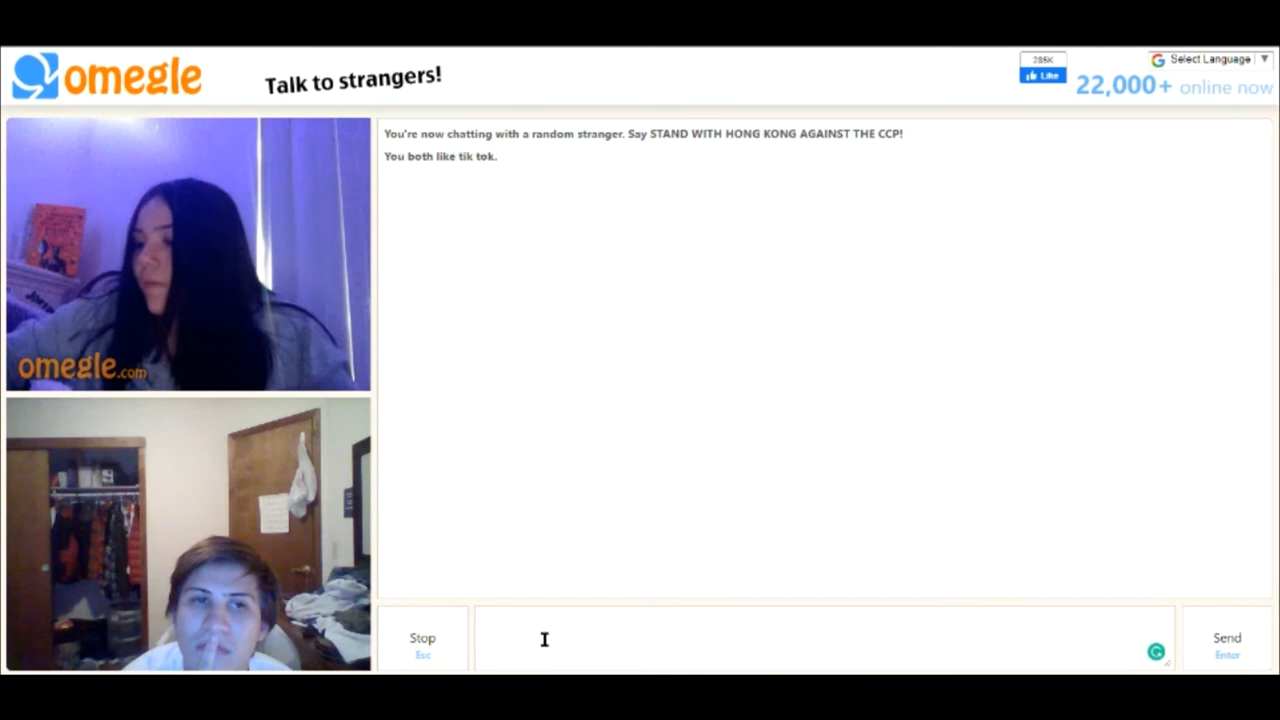 omegle
Talk to strangers!
285K
Like
Select Language
22,000+ online now
You're now chatting with a random stranger. Say STAND WITH HONG KONG AGAINST THE CCP!
You both like tik tok.
omegle.com
Stop
Esc
Send
Enter